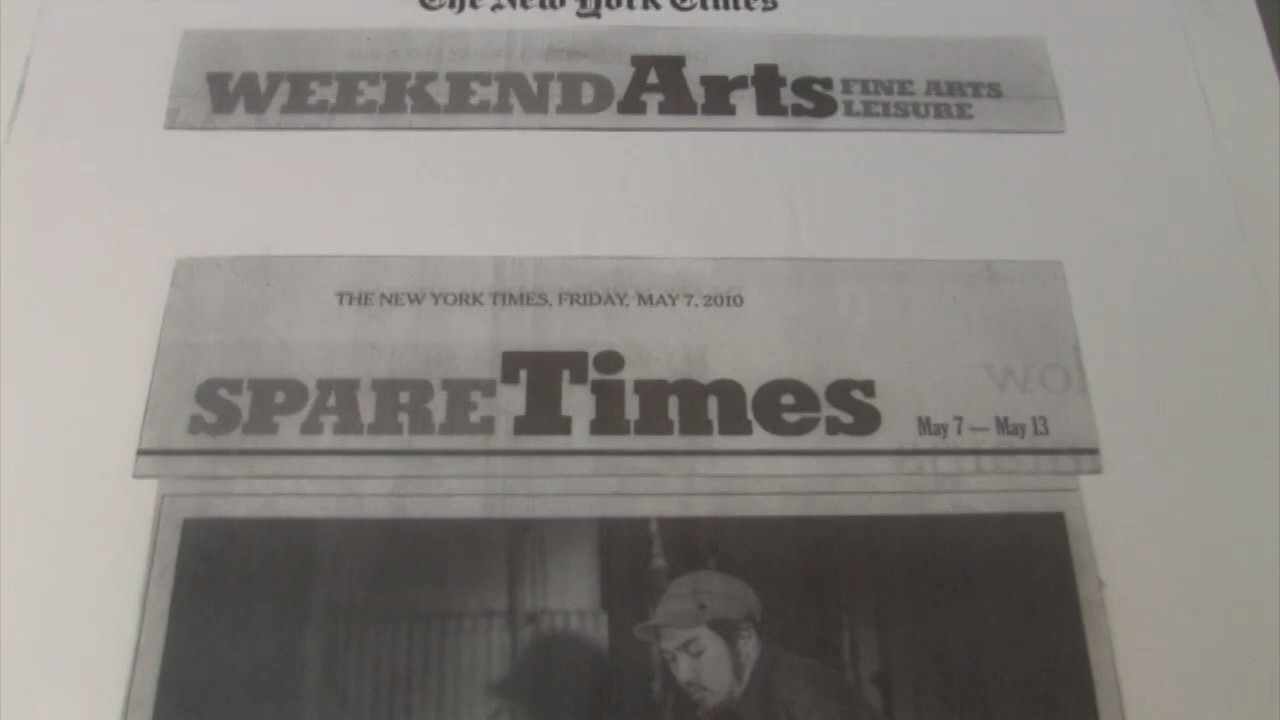 The New York Times
WEEKEND Arts FINE ARTS
LEISURE
THE NEW YORK TIMES, FRIDAY, MAY 7, 2010
SPARE Times May 7 — May 13